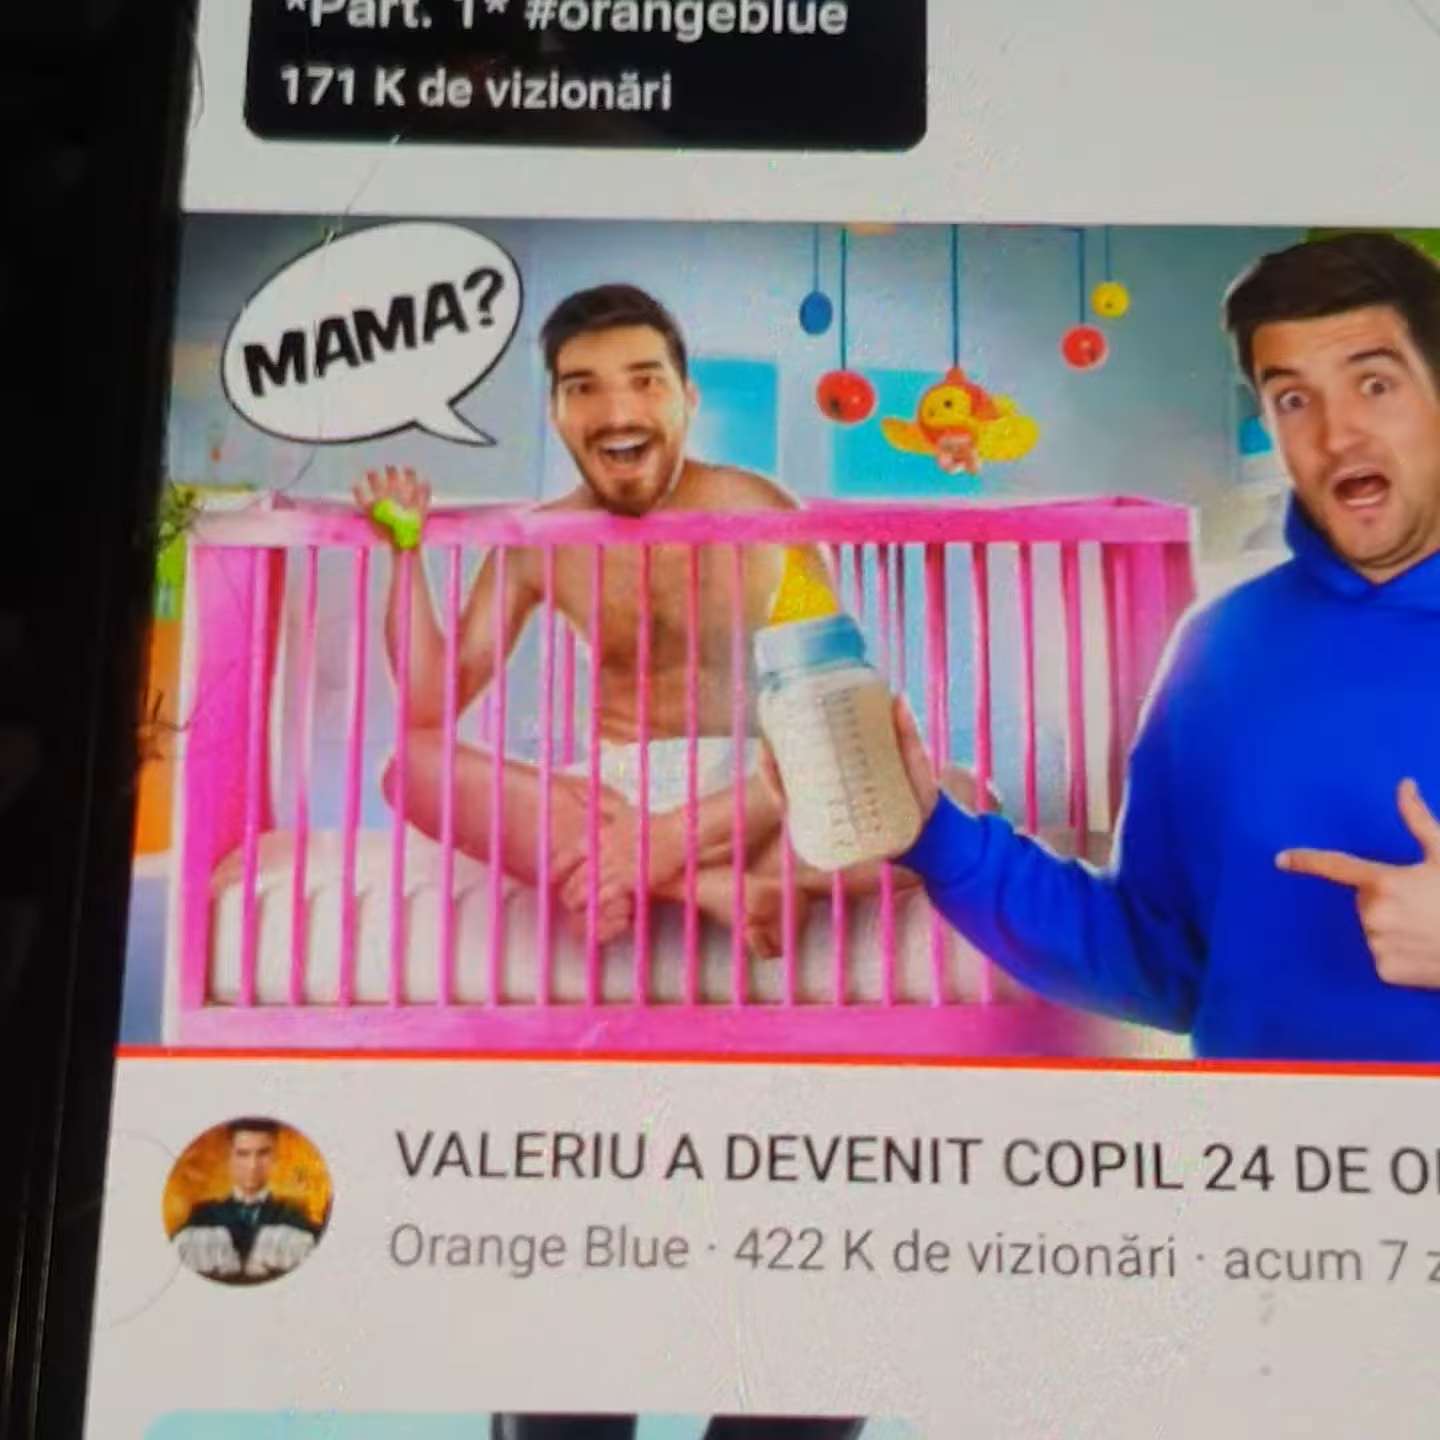 *Part. 1* #orangeblue
171 K de vizionări
MAMA?
VALERIU A DEVENIT COPIL 24 DE
Orange Blue · 422 K de vizionări · acum 7